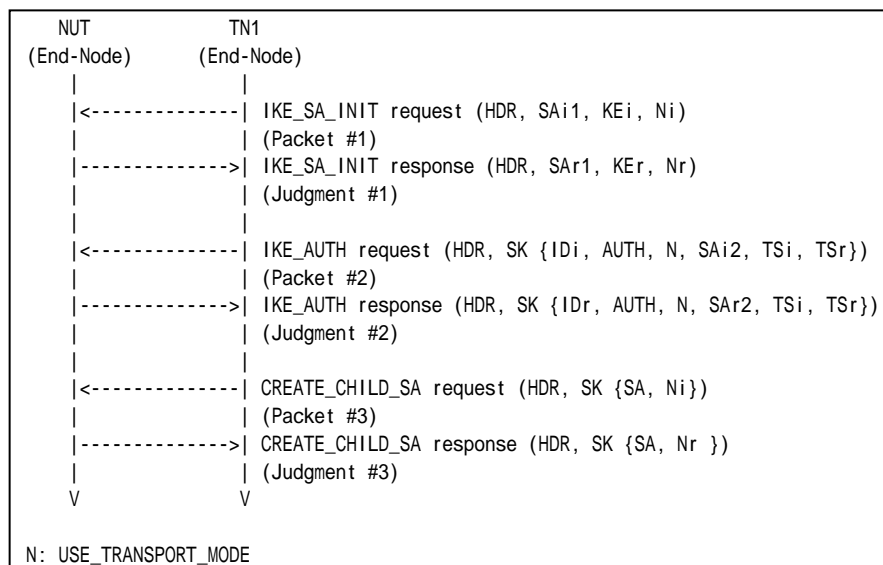 NUT TN1
(End-Node) (End-Node)
| |
|<--------------| IKE_SA_INIT request (HDR, SAi1, KEi, Ni)
| | (Packet #1)
|-------------->| IKE_SA_INIT response (HDR, SAr1, KEr, Nr)
| | (Judgment #1)
| |
|<--------------| IKE_AUTH request (HDR, SK {IDi, AUTH, N, SAi2, TSi, TSr})
| | (Packet #2)
|-------------->| IKE_AUTH response (HDR, SK {IDr, AUTH, N, SAr2, TSi, TSr})
| | (Judgment #2)
| |
|<--------------| CREATE_CHILD_SA request (HDR, SK {SA, Ni})
| | (Packet #3)
|-------------->| CREATE_CHILD_SA response (HDR, SK {SA, Nr })
| | (Judgment #3)
V V
N: USE_TRANSPORT_MODE